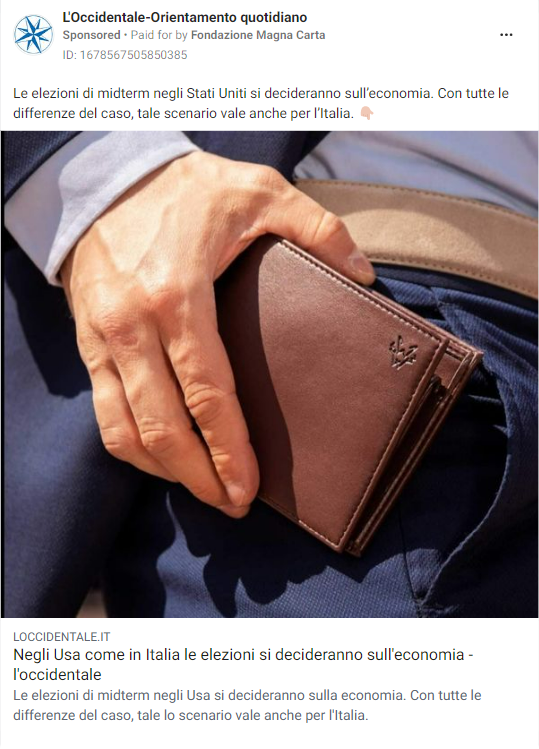 L'Occidentale-Orientamento quotidiano
Sponsored • Paid for by Fondazione Magna Carta
ID: 1678567505850385
Le elezioni di midterm negli Stati Uniti si decideranno sull'economia. Con tutte le
differenze del caso, tale scenario vale anche per l'Italia. 👇🏻
LOCCIDENTALE.IT
Negli Usa come in Italia le elezioni si decideranno sull'economia -
l'occidentale
Le elezioni di midterm negli Usa si decideranno sulla economia. Con tutte le
differenze del caso, tale lo scenario vale anche per l'Italia.